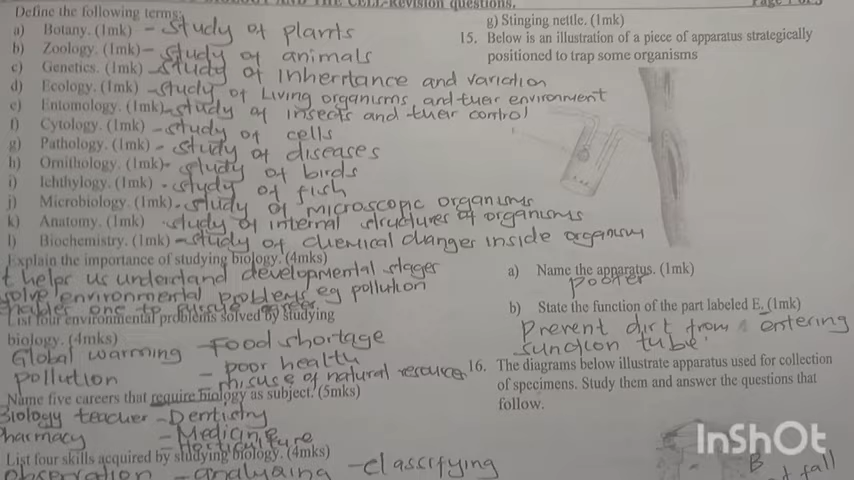 THE CELL-Revision questions.
Define the following terms;
a) Botany. (1mk) - study of plants
b) Zoology. (1mk) - study of animals
c) Genetics. (1mk) - study of inheritance and variation
d) Ecology. (1mk) - study of Living organisms and their environment
e) Entomology. (1mk) - study of insects and their control
f) Cytology. (1mk) - study of cells
g) Pathology. (1mk) - study of diseases
h) Ornithology. (1mk) - study of birds
i) Ichthylogy. (1mk) - study of fish
j) Microbiology. (1mk) - study of microscopic organisms
k) Anatomy. (1mk) study of internal structures of organisms
l) Biochemistry. (1mk) - study of chemical changes inside organism
Explain the importance of studying biology. (4mks)
t helps us understand developmental stages
solve environmental problems eg pollution
enables one to pursue career
List four environmental problems solved by studying
biology. (4mks)
Global warming - Food shortage
- poor health
pollution - misuse of natural resources
Name five careers that require biology as subject. (5mks)
Biology teacher - Dentistry
pharmacy - Medicine
- Horticulture
List four skills acquired by studying biology. (4mks)
observation - analyzing - classifying
g) Stinging nettle. (1mk)
15. Below is an illustration of a piece of apparatus strategically
positioned to trap some organisms
a) Name the apparatus. (1mk)
pooter
b) State the function of the part labeled E. (1mk)
Prevent dirt from entering
sunction tube.
16. The diagrams below illustrate apparatus used for collection
of specimens. Study them and answer the questions that
follow.
B
fall
InShOt